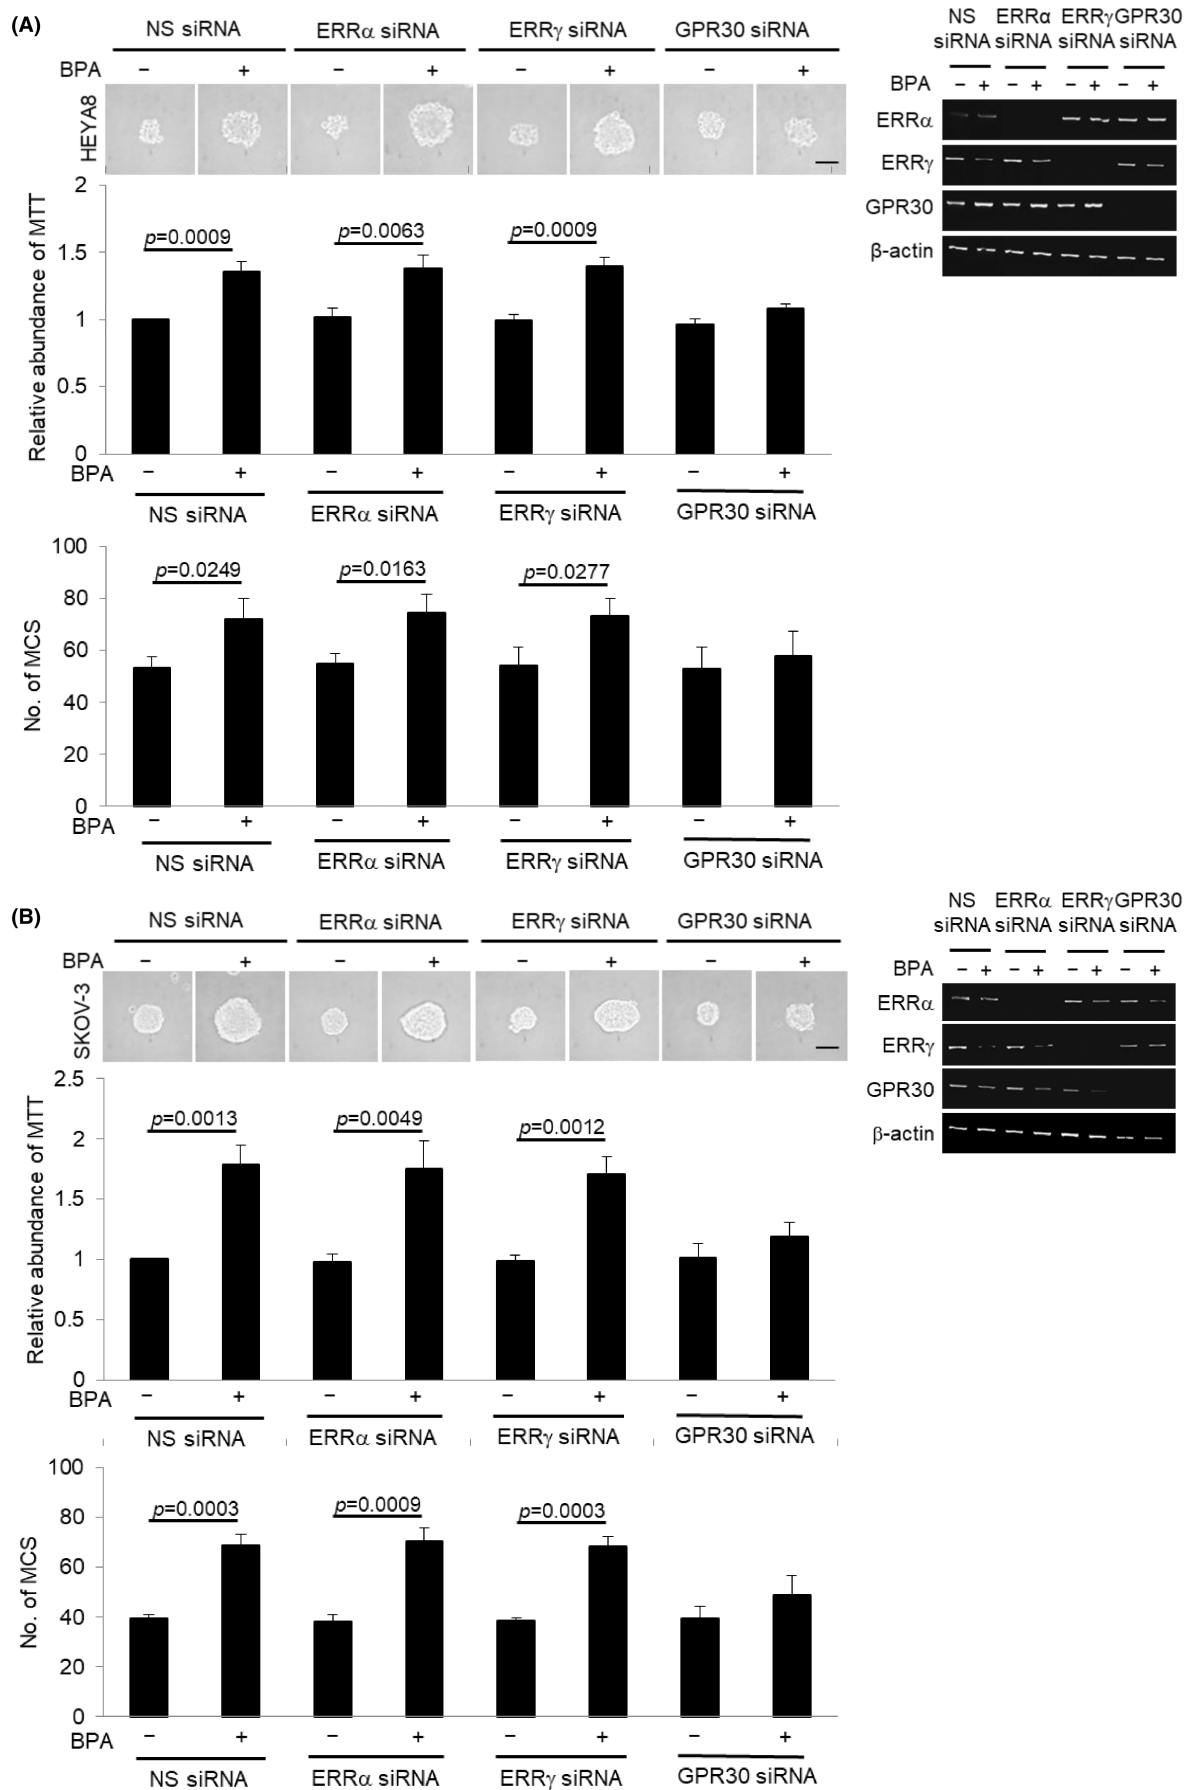 (A)
NS siRNA ERRα siRNA ERRγ siRNA GPR30 siRNA
BPA − + − + − + − +
HEYA8
Relative abundance of MTT
2
1.5
1
0.5
0
p=0.0009 p=0.0063 p=0.0009
BPA − + − + − + − +
NS siRNA ERRα siRNA ERRγ siRNA GPR30 siRNA
No. of MCS
100
80
60
40
20
0
p=0.0249 p=0.0163 p=0.0277
BPA − + − + − + − +
NS siRNA ERRα siRNA ERRγ siRNA GPR30 siRNA
NS ERRα ERRγ GPR30
siRNA siRNA siRNA siRNA
BPA − + − + − + − +
ERRα
ERRγ
GPR30
β-actin
(B)
NS siRNA ERRα siRNA ERRγ siRNA GPR30 siRNA
BPA − + − + − + − +
SKOV-3
Relative abundance of MTT
2.5
2
1.5
1
0.5
0
p=0.0013 p=0.0049 p=0.0012
BPA − + − + − + − +
NS siRNA ERRα siRNA ERRγ siRNA GPR30 siRNA
No. of MCS
100
80
60
40
20
0
p=0.0003 p=0.0009 p=0.0003
BPA − + − + − + − +
NS siRNA ERRα siRNA ERRγ siRNA GPR30 siRNA
NS ERRα ERRγ GPR30
siRNA siRNA siRNA siRNA
BPA − + − + − + − +
ERRα
ERRγ
GPR30
β-actin